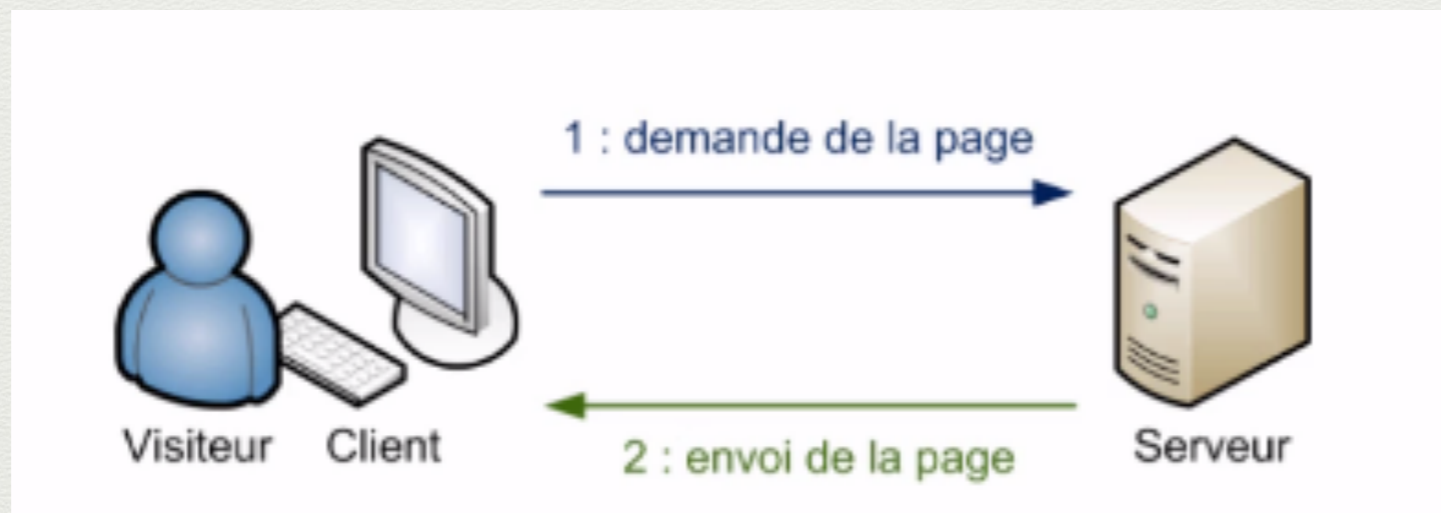 1 : demande de la page
Visiteur
Client
2 : envoi de la page
Serveur